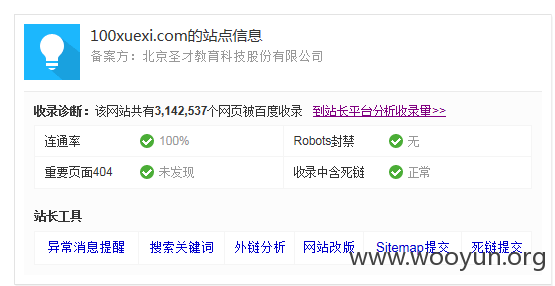 100xuexi.com的站点信息
备案方：北京圣才教育科技股份有限公司
收录诊断：该网站共有3,142,537个网页被百度收录 到站长平台分析收录量>>
连通率 100% Robots封禁 无
重要页面404 未发现 收录中含死链 正常
站长工具
异常消息提醒 搜索关键词 外链分析 网站改版 Sitemap提交 死链提交
www.wooyun.org